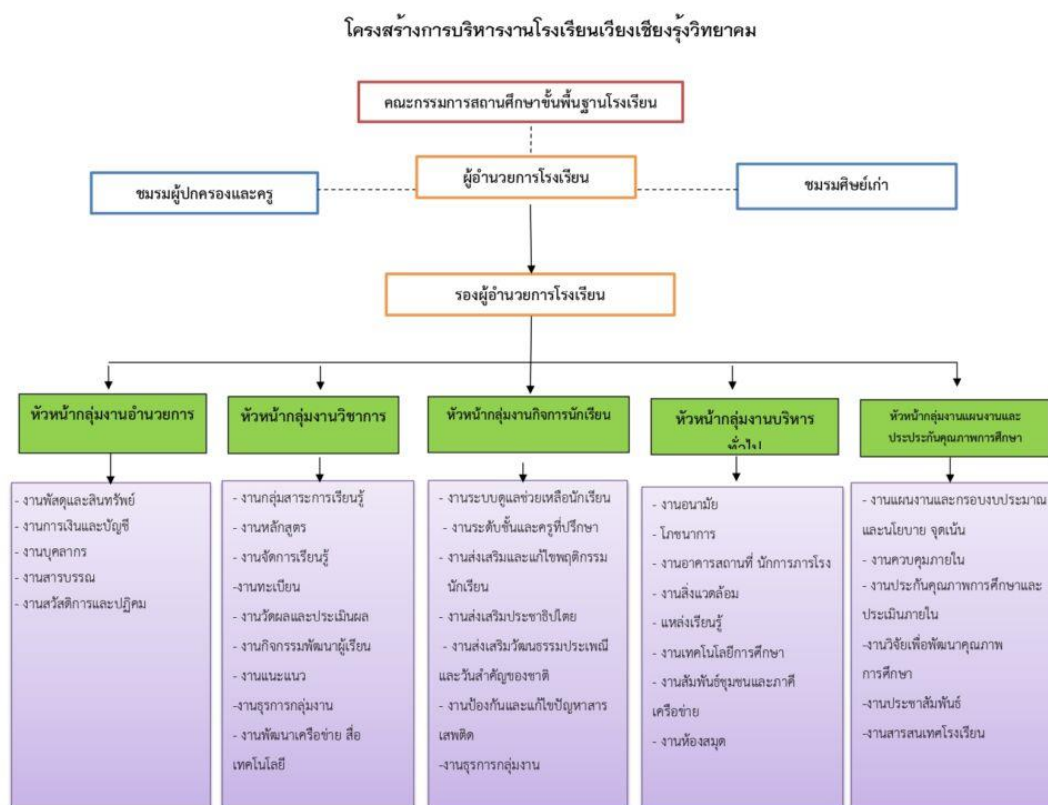 โครงสร้างการบริหารงานโรงเรียนเวียงเชียงรุ้งวิทยาคม
คณะกรรมการสถานศึกษาขั้นพื้นฐานโรงเรียน
ผู้อำนวยการโรงเรียน
ชมรมผู้ปกครองและครู
ชมรมศิษย์เก่า
รองผู้อำนวยการโรงเรียน
หัวหน้ากลุ่มงานอำนวยการ
- งานพัสดุและสินทรัพย์
- งานการเงินและบัญชี
- งานบุคลากร
- งานสารบรรณ
- งานสวัสดิการและปฏิคม
หัวหน้ากลุ่มงานวิชาการ
- งานกลุ่มสาระการเรียนรู้
- งานหลักสูตร
- งานจัดการเรียนรู้
-งานทะเบียน
- งานวัดผลและประเมินผล
- งานกิจกรรมพัฒนาผู้เรียน
- งานแนะแนว
-งานธุรการกลุ่มงาน
- งานพัฒนาเครือข่าย สื่อ
เทคโนโลยี
หัวหน้ากลุ่มงานกิจการนักเรียน
- งานระบบดูแลช่วยเหลือนักเรียน
- งานระดับชั้นและครูที่ปรึกษา
- งานส่งเสริมและแก้ไขพฤติกรรม
นักเรียน
- งานส่งเสริมประชาธิปไตย
- งานส่งเสริมวัฒนธรรมประเพณี
และวันสำคัญของชาติ
- งานป้องกันและแก้ไขปัญหาสาร
เสพติด
-งานธุรการกลุ่มงาน
หัวหน้ากลุ่มงานบริหาร
ทั่วไป
- งานอนามัย
- โภชนาการ
- งานอาคารสถานที่ นักการภารโรง
- งานสิ่งแวดล้อม
- แหล่งเรียนรู้
- งานเทคโนโลยีการศึกษา
- งานสัมพันธ์ชุมชนและภาคี
เครือข่าย
- งานห้องสมุด
หัวหน้ากลุ่มงานแผนงานและ
ประประกันคุณภาพการศึกษา
- งานแผนงานและกรอบงบประมาณ
และนโยบาย จุดเน้น
- งานควบคุมภายใน
- งานประกันคุณภาพการศึกษาและ
ประเมินภายใน
-งานวิจัยเพื่อพัฒนาคุณภาพ
การศึกษา
-งานประชาสัมพันธ์
-งานสารสนเทศโรงเรียน